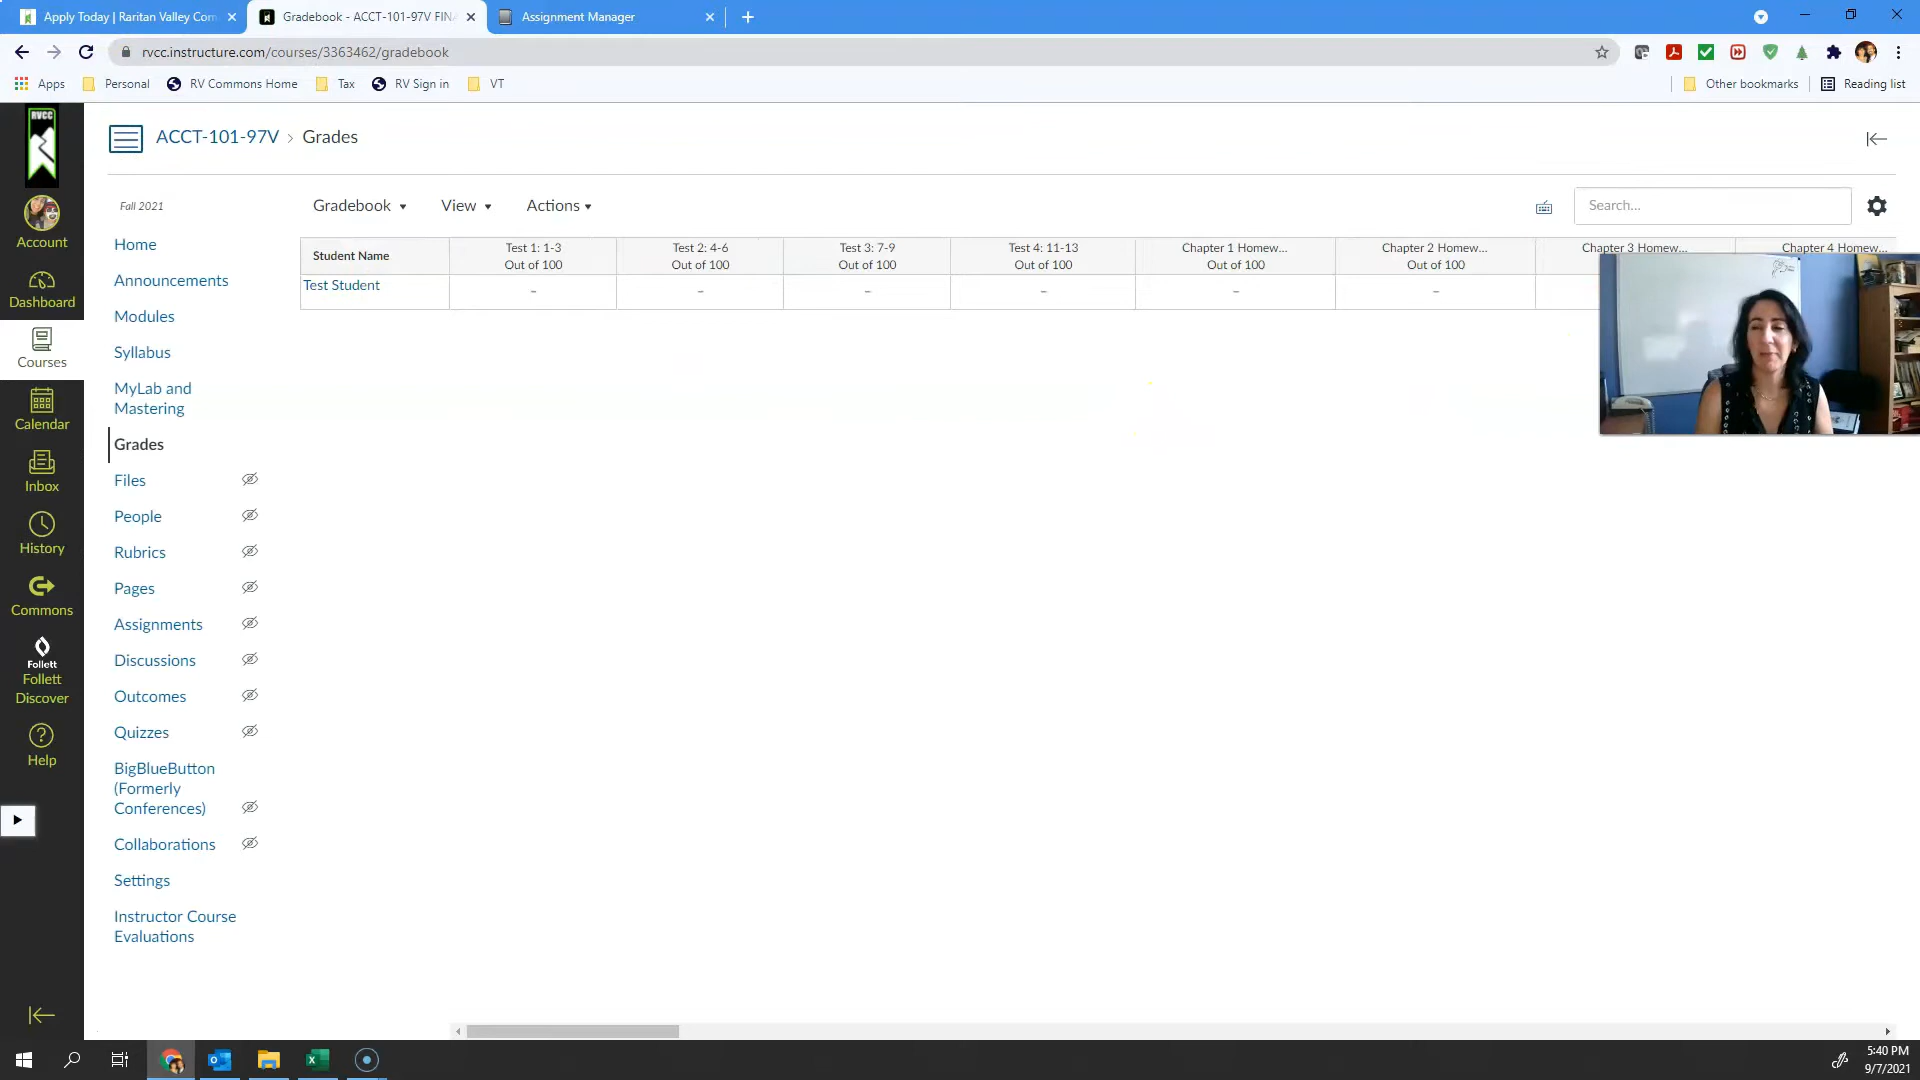 Apply Today | Raritan Valley Com
Gradebook - ACCT-101-97V FINA
Assignment Manager
rvcc.instructure.com/courses/3363462/gradebook
Apps
Personal
RV Commons Home
Tax
RV Sign in
VT
Other bookmarks
Reading list
RVCC
ACCT-101-97V › Grades
Account
Dashboard
Courses
Calendar
Inbox
History
Commons
Follett
Follett
Discover
Help
Fall 2021
Home
Announcements
Modules
Syllabus
MyLab and
Mastering
Grades
Files
People
Rubrics
Pages
Assignments
Discussions
Outcomes
Quizzes
BigBlueButton
(Formerly
Conferences)
Collaborations
Settings
Instructor Course
Evaluations
Gradebook
View
Actions
Search...
Student Name
Test 1: 1-3
Out of 100
Test 2: 4-6
Out of 100
Test 3: 7-9
Out of 100
Test 4: 11-13
Out of 100
Chapter 1 Homew...
Out of 100
Chapter 2 Homew...
Out of 100
Chapter 3 Homew...
Chapter 4 Homew...
Test Student
– – – – – –
5:40 PM
9/7/2021